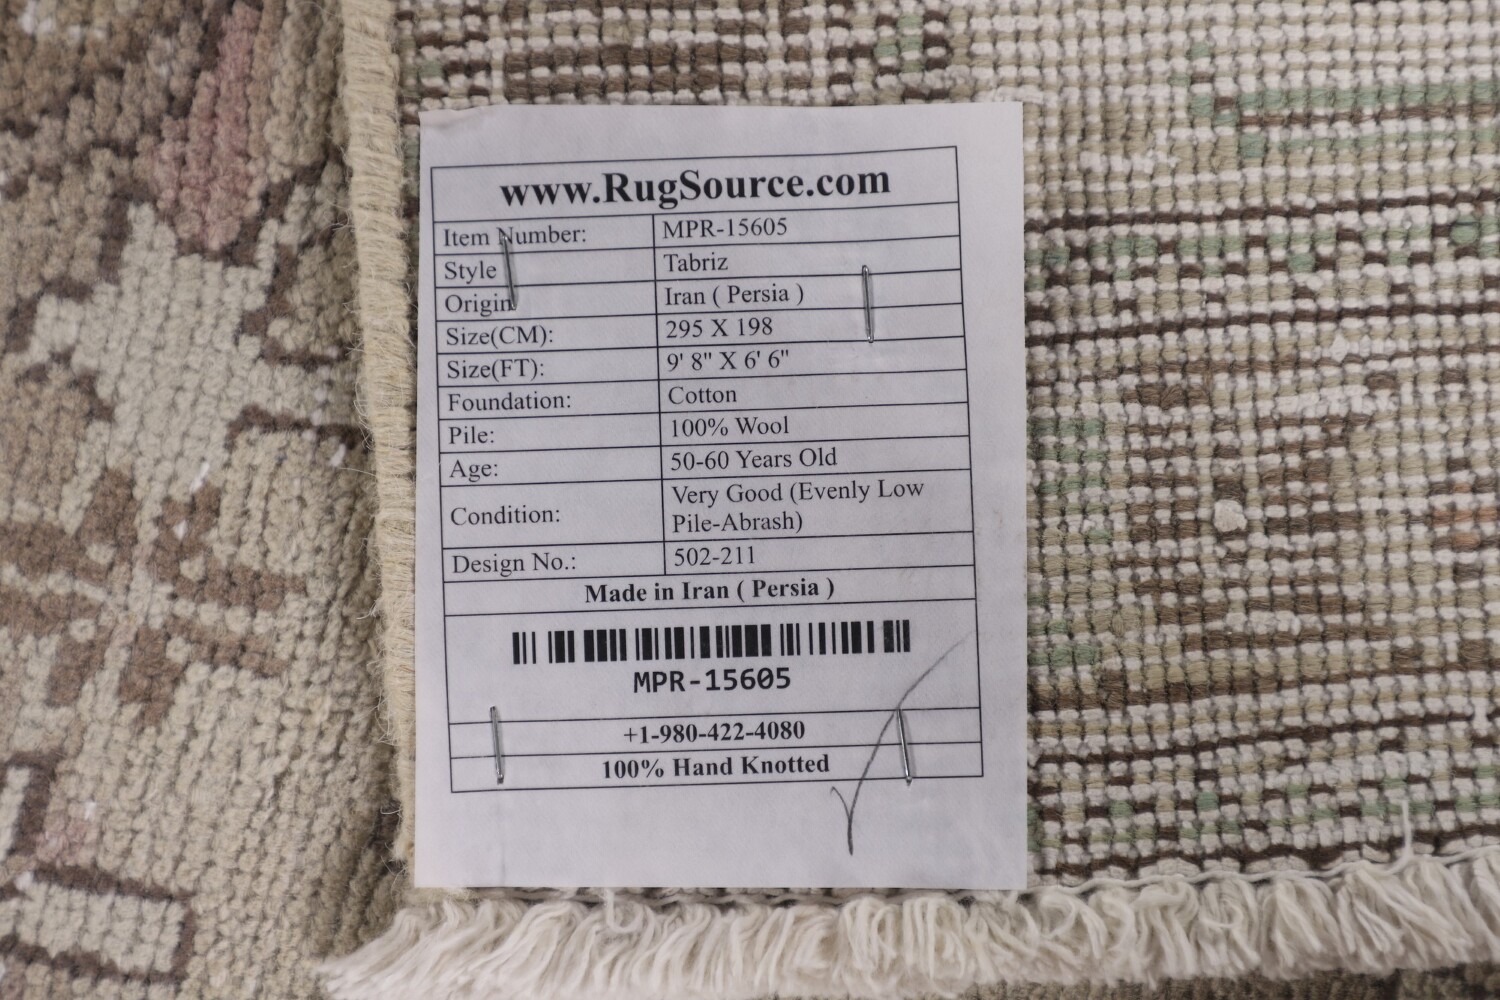 www.RugSource.com
Item Number: MPR-15605
Style Tabriz
Origin Iran ( Persia )
Size(CM): 295 X 198
Size(FT): 9' 8" X 6' 6"
Foundation: Cotton
Pile: 100% Wool
Age: 50-60 Years Old
Condition: Very Good (Evenly Low
Pile-Abrash)
Design No.: 502-211
Made in Iran ( Persia )
MPR-15605
+1-980-422-4080
100% Hand Knotted